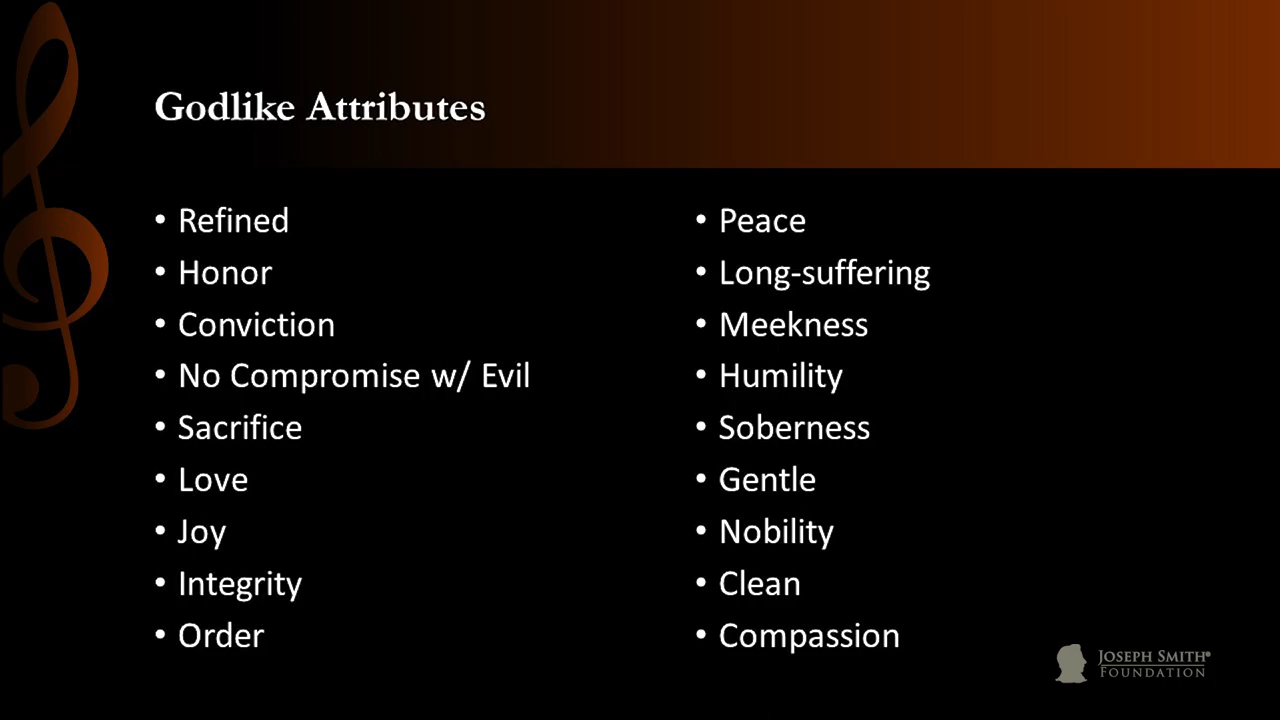 Godlike Attributes
• Refined
• Honor
• Conviction
• No Compromise w/ Evil
• Sacrifice
• Love
• Joy
• Integrity
• Order
• Peace
• Long-suffering
• Meekness
• Humility
• Soberness
• Gentle
• Nobility
• Clean
• Compassion
JOSEPH SMITH®
FOUNDATION